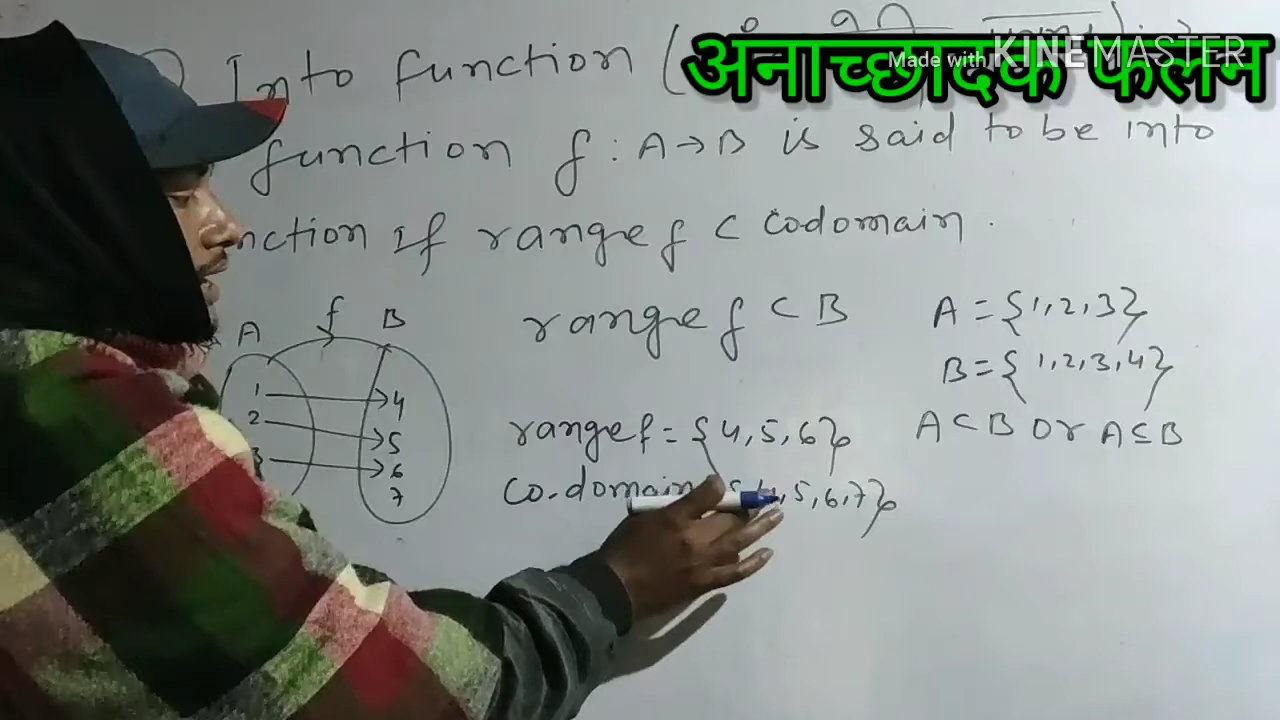 Into function (
अंनाच्छादक फलन
Made with KINEMASTER
function f : A→B is said to be into
nction if range f ⊂ Codomain.
range f ⊂ B
A = {1,2,3}
B = {1,2,3,4}
A⊂B or A⊆B
A f B
1 4
2 5
3 6
7
range f = {4,5,6}
Co-domain {4,5,6,7}